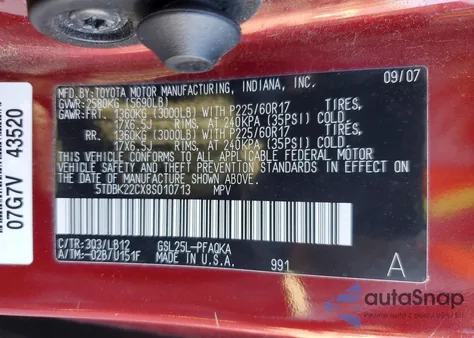 MFD.BY:TOYOTA MOTOR MANUFACTURING, INDIANA, INC.
09/07
GVWR:2580KG (5690LB)
GAWR:FRT. 1360KG (3000LB) WITH P225/60R17 TIRES,
17X6.5J RIMS, AT 240KPA (35PSI) COLD.
RR. 1360KG (3000LB) WITH P225/60R17 TIRES,
17X6.5J RIMS, AT 240KPA (35PSI) COLD.
THIS VEHICLE CONFORMS TO ALL APPLICABLE FEDERAL MOTOR
VEHICLE SAFETY AND THEFT PREVENTION STANDARDS IN EFFECT
ON THE DATE OF MANUFACTURE SHOWN ABOVE.
5TDBK22CX8S010713 MPV
C/TR:3Q3/LB12 GSL25L-PFAQKA
A/TM:-02B/U151F MADE IN U.S.A. 991 A
07G7V 43520
autoSnap